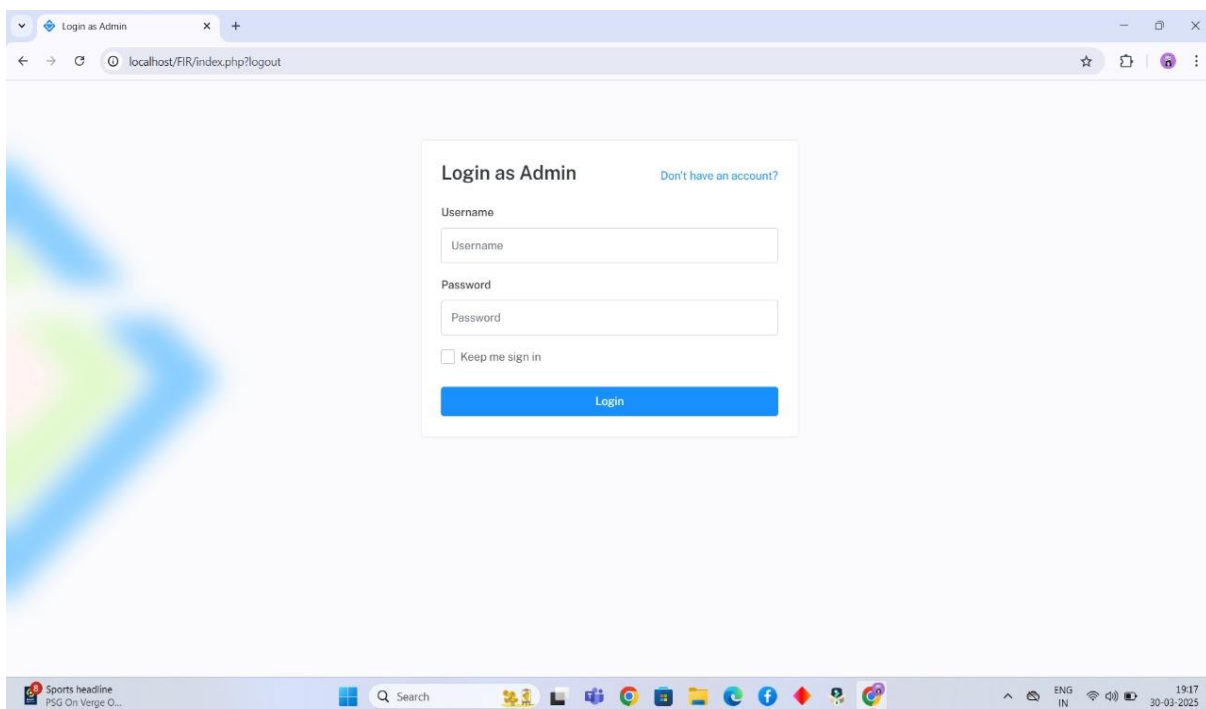 Login as Admin
localhost/FIR/index.php?logout
Login as Admin
Don't have an account?
Username
Username
Password
Password
Keep me sign in
Login
8
Sports headline
PSG On Verge O...
Search
ENG
IN
19:17
30-03-2025